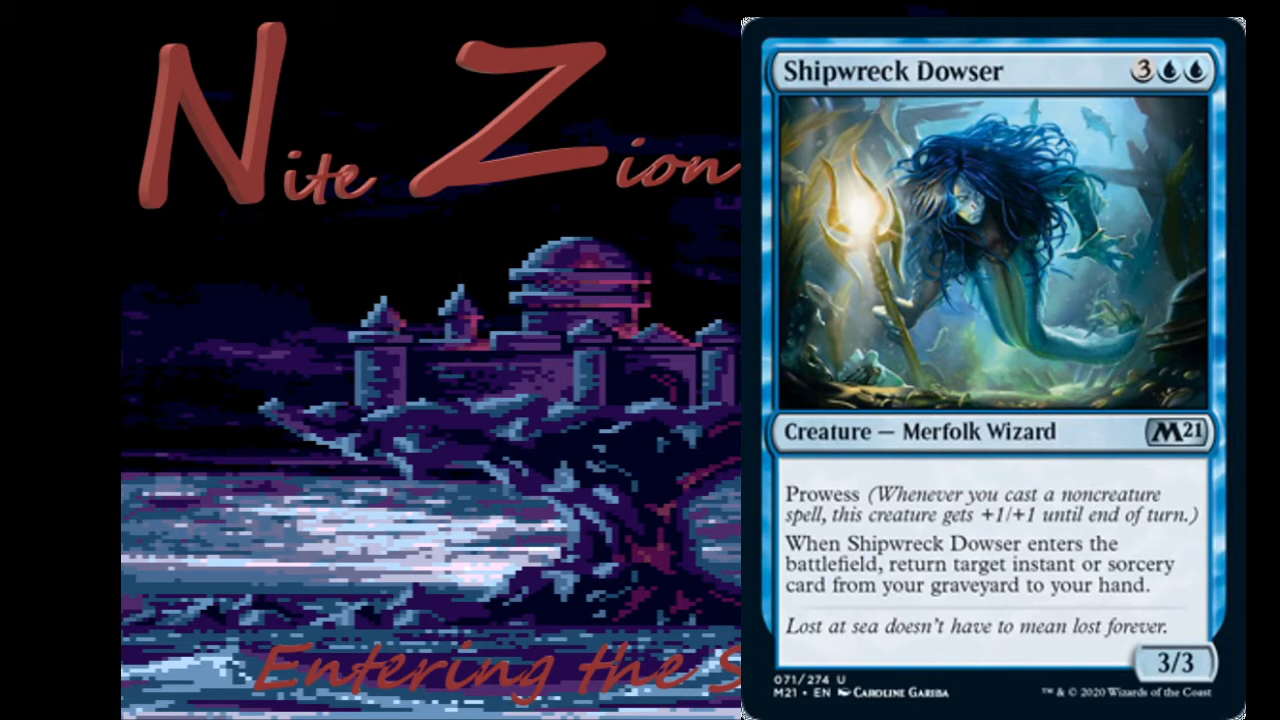 Nite Zion
Entering the S
Shipwreck Dowser 3
Creature — Merfolk Wizard M21
Prowess (Whenever you cast a noncreature
spell, this creature gets +1/+1 until end of turn.)
When Shipwreck Dowser enters the
battlefield, return target instant or sorcery
card from your graveyard to your hand.
Lost at sea doesn't have to mean lost forever.
3/3
071/274 U
M21 • EN Caroline Gariba
™ & © 2020 Wizards of the Coast